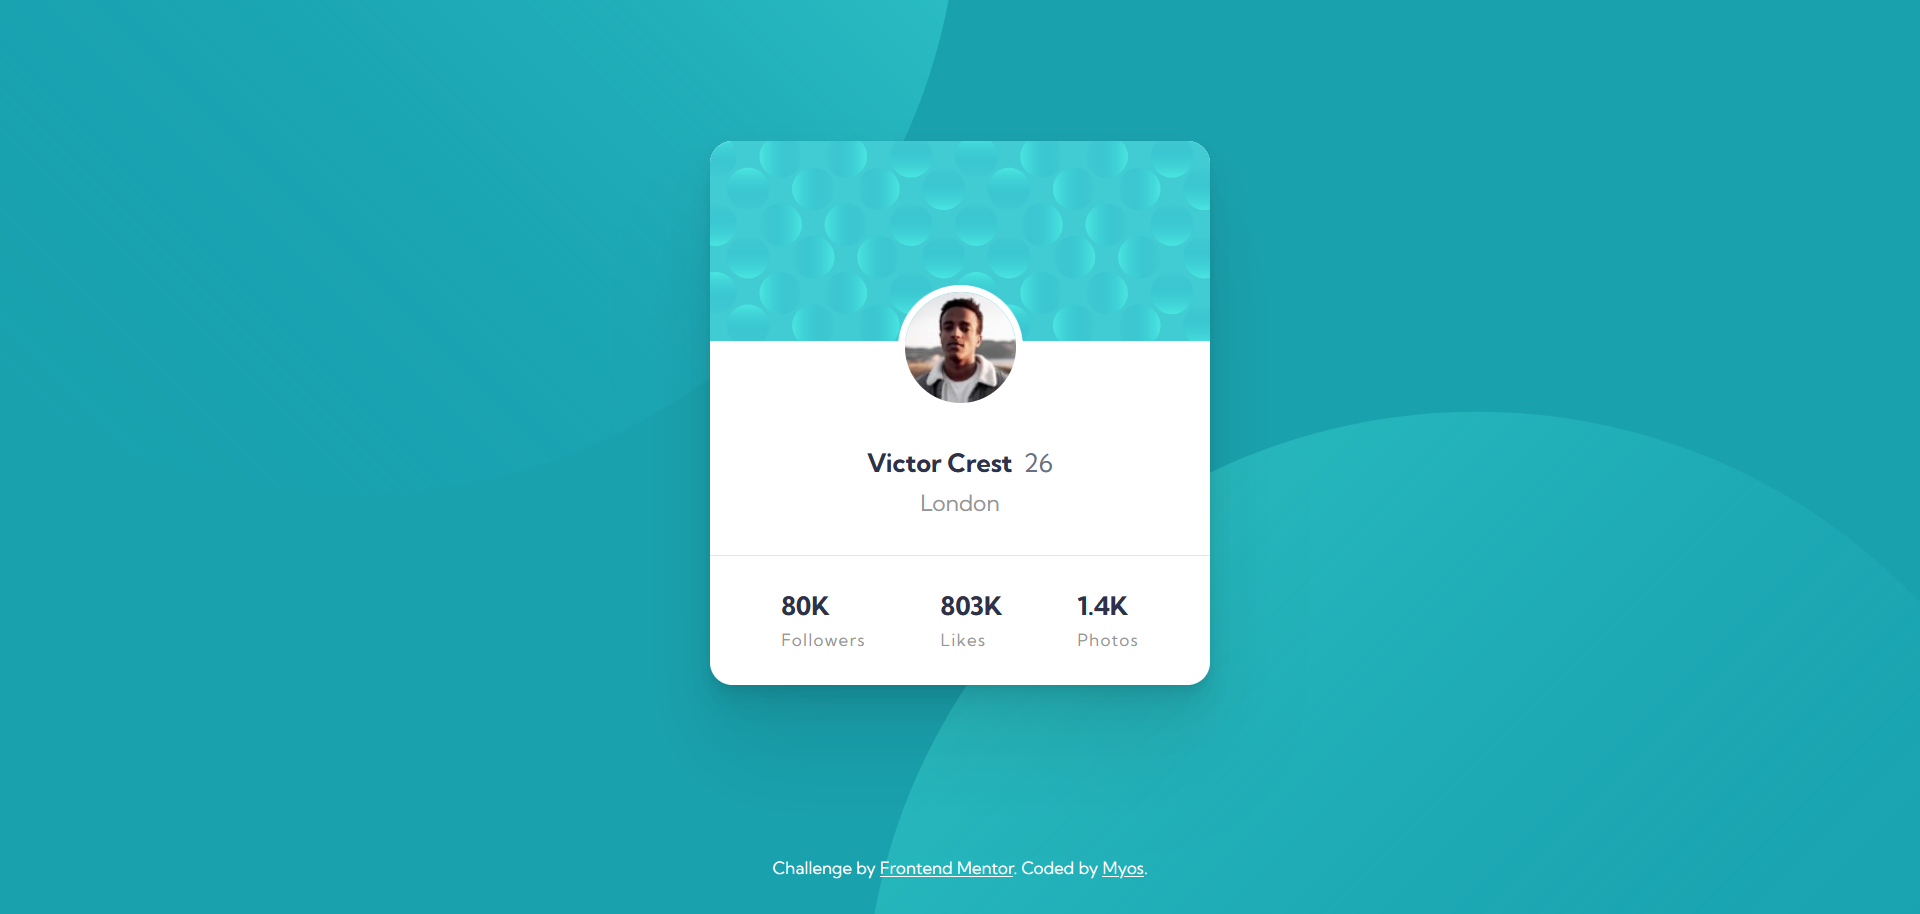 Victor Crest 26
London
80K 803K 1.4K
Followers Likes Photos
Challenge by Frontend Mentor. Coded by Myos.